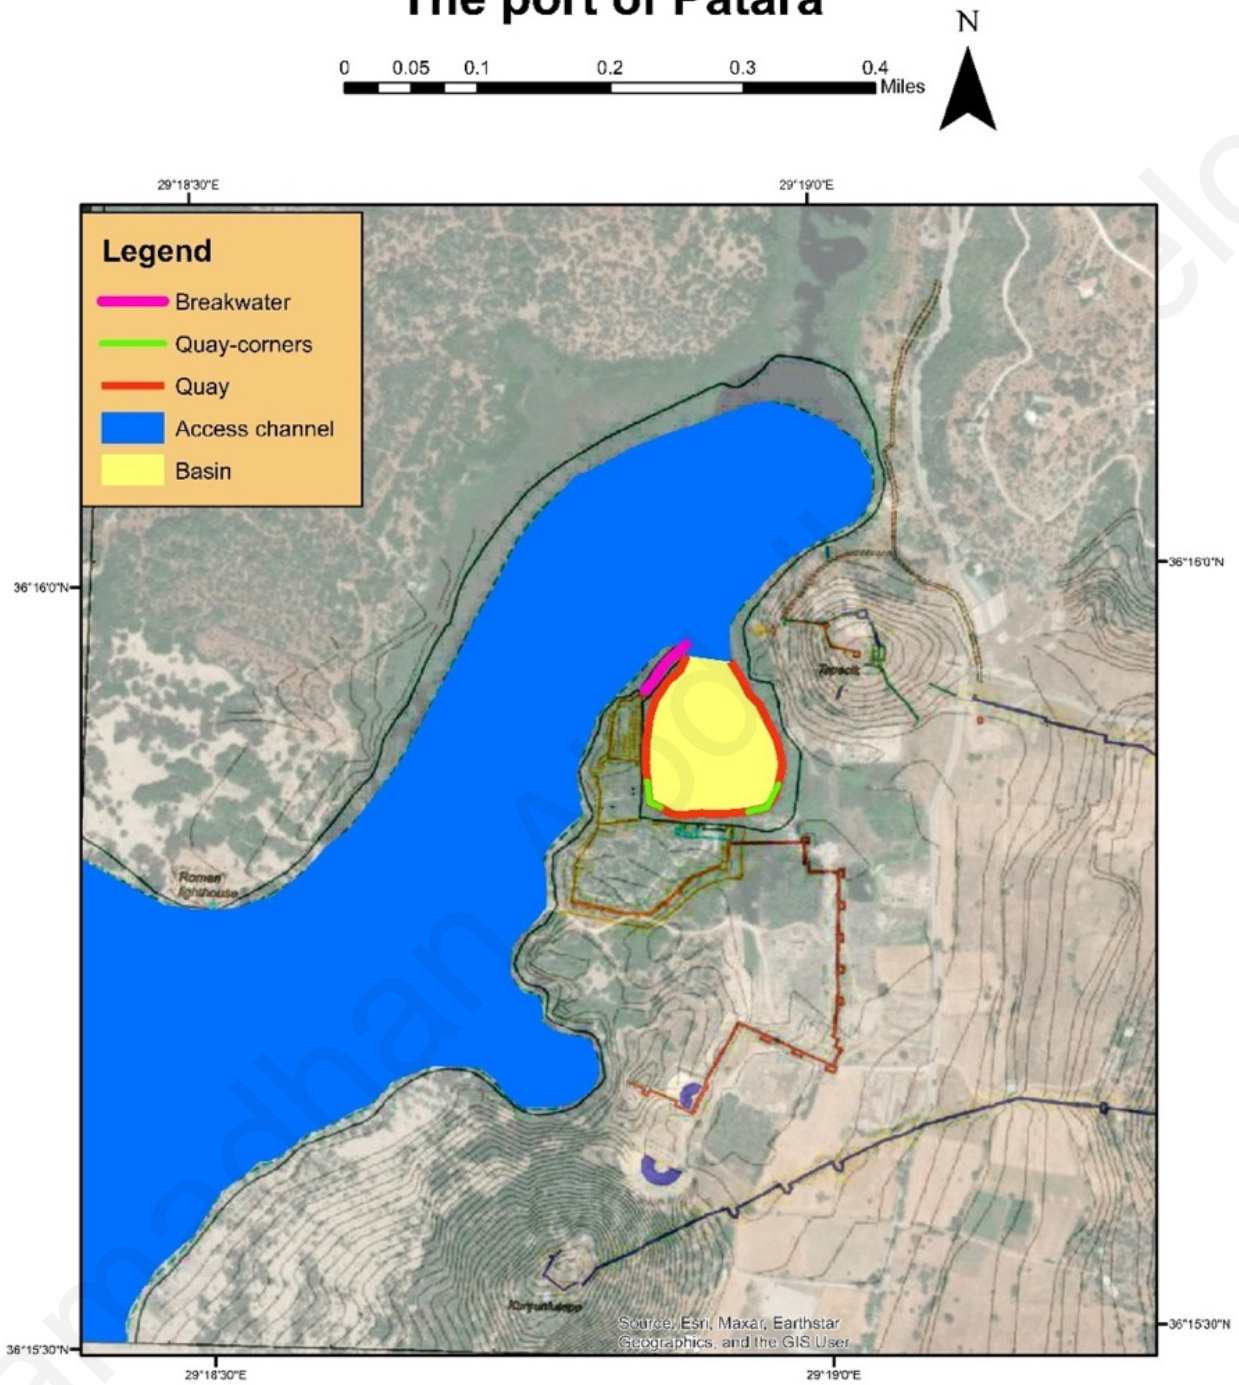 The port of Patara
N
0 0.05 0.1 0.2 0.3 0.4
Miles
29°18'30"E 29°19'0"E
Legend
Breakwater
Quay-corners
Quay
Access channel
Basin
36°16'0"N
36°16'0"N
Tepecik
Roman
lighthouse
Source, Esri, Maxar, Earthstar
Geographics, and the GIS User
36°15'30"N
36°15'30"N
29°18'30"E 29°19'0"E